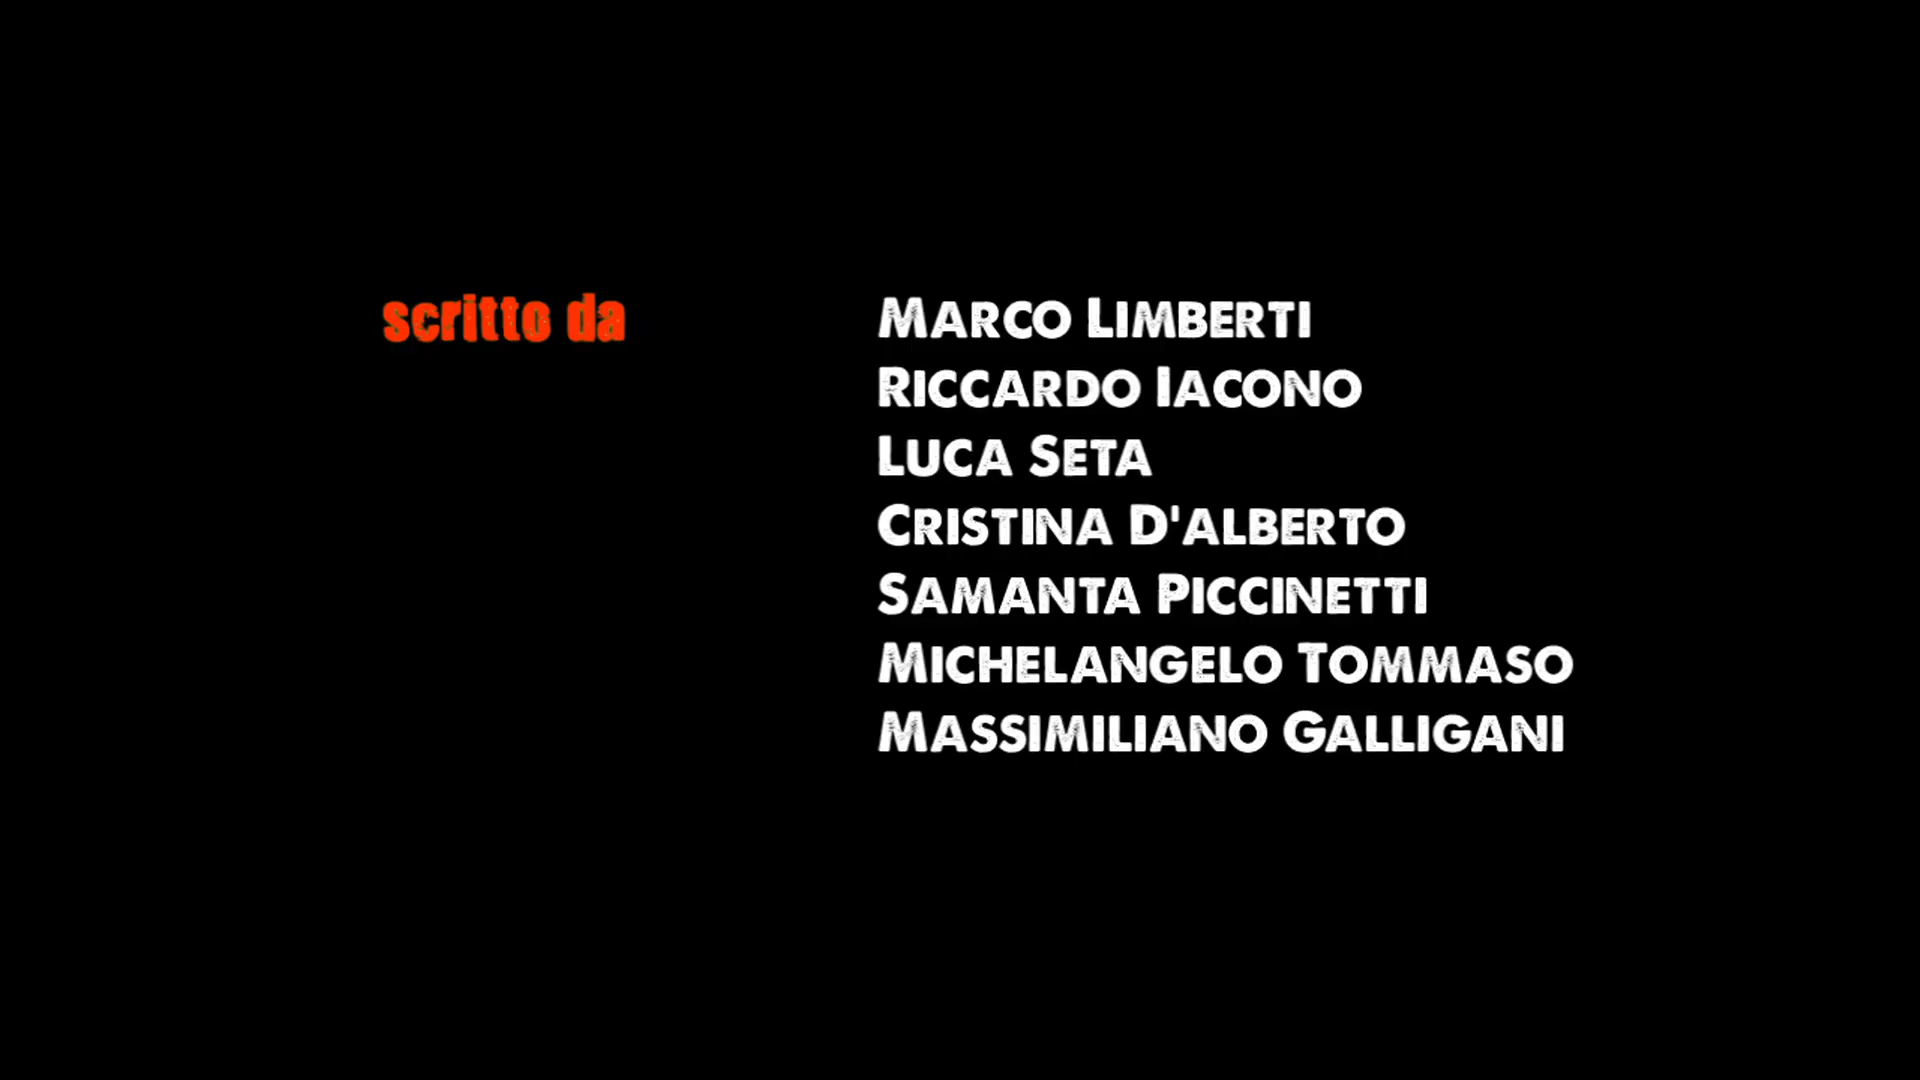 scritto da
Marco Limberti
Riccardo Iacono
Luca Seta
Cristina D'alberto
Samanta Piccinetti
Michelangelo Tommaso
Massimiliano Galligani